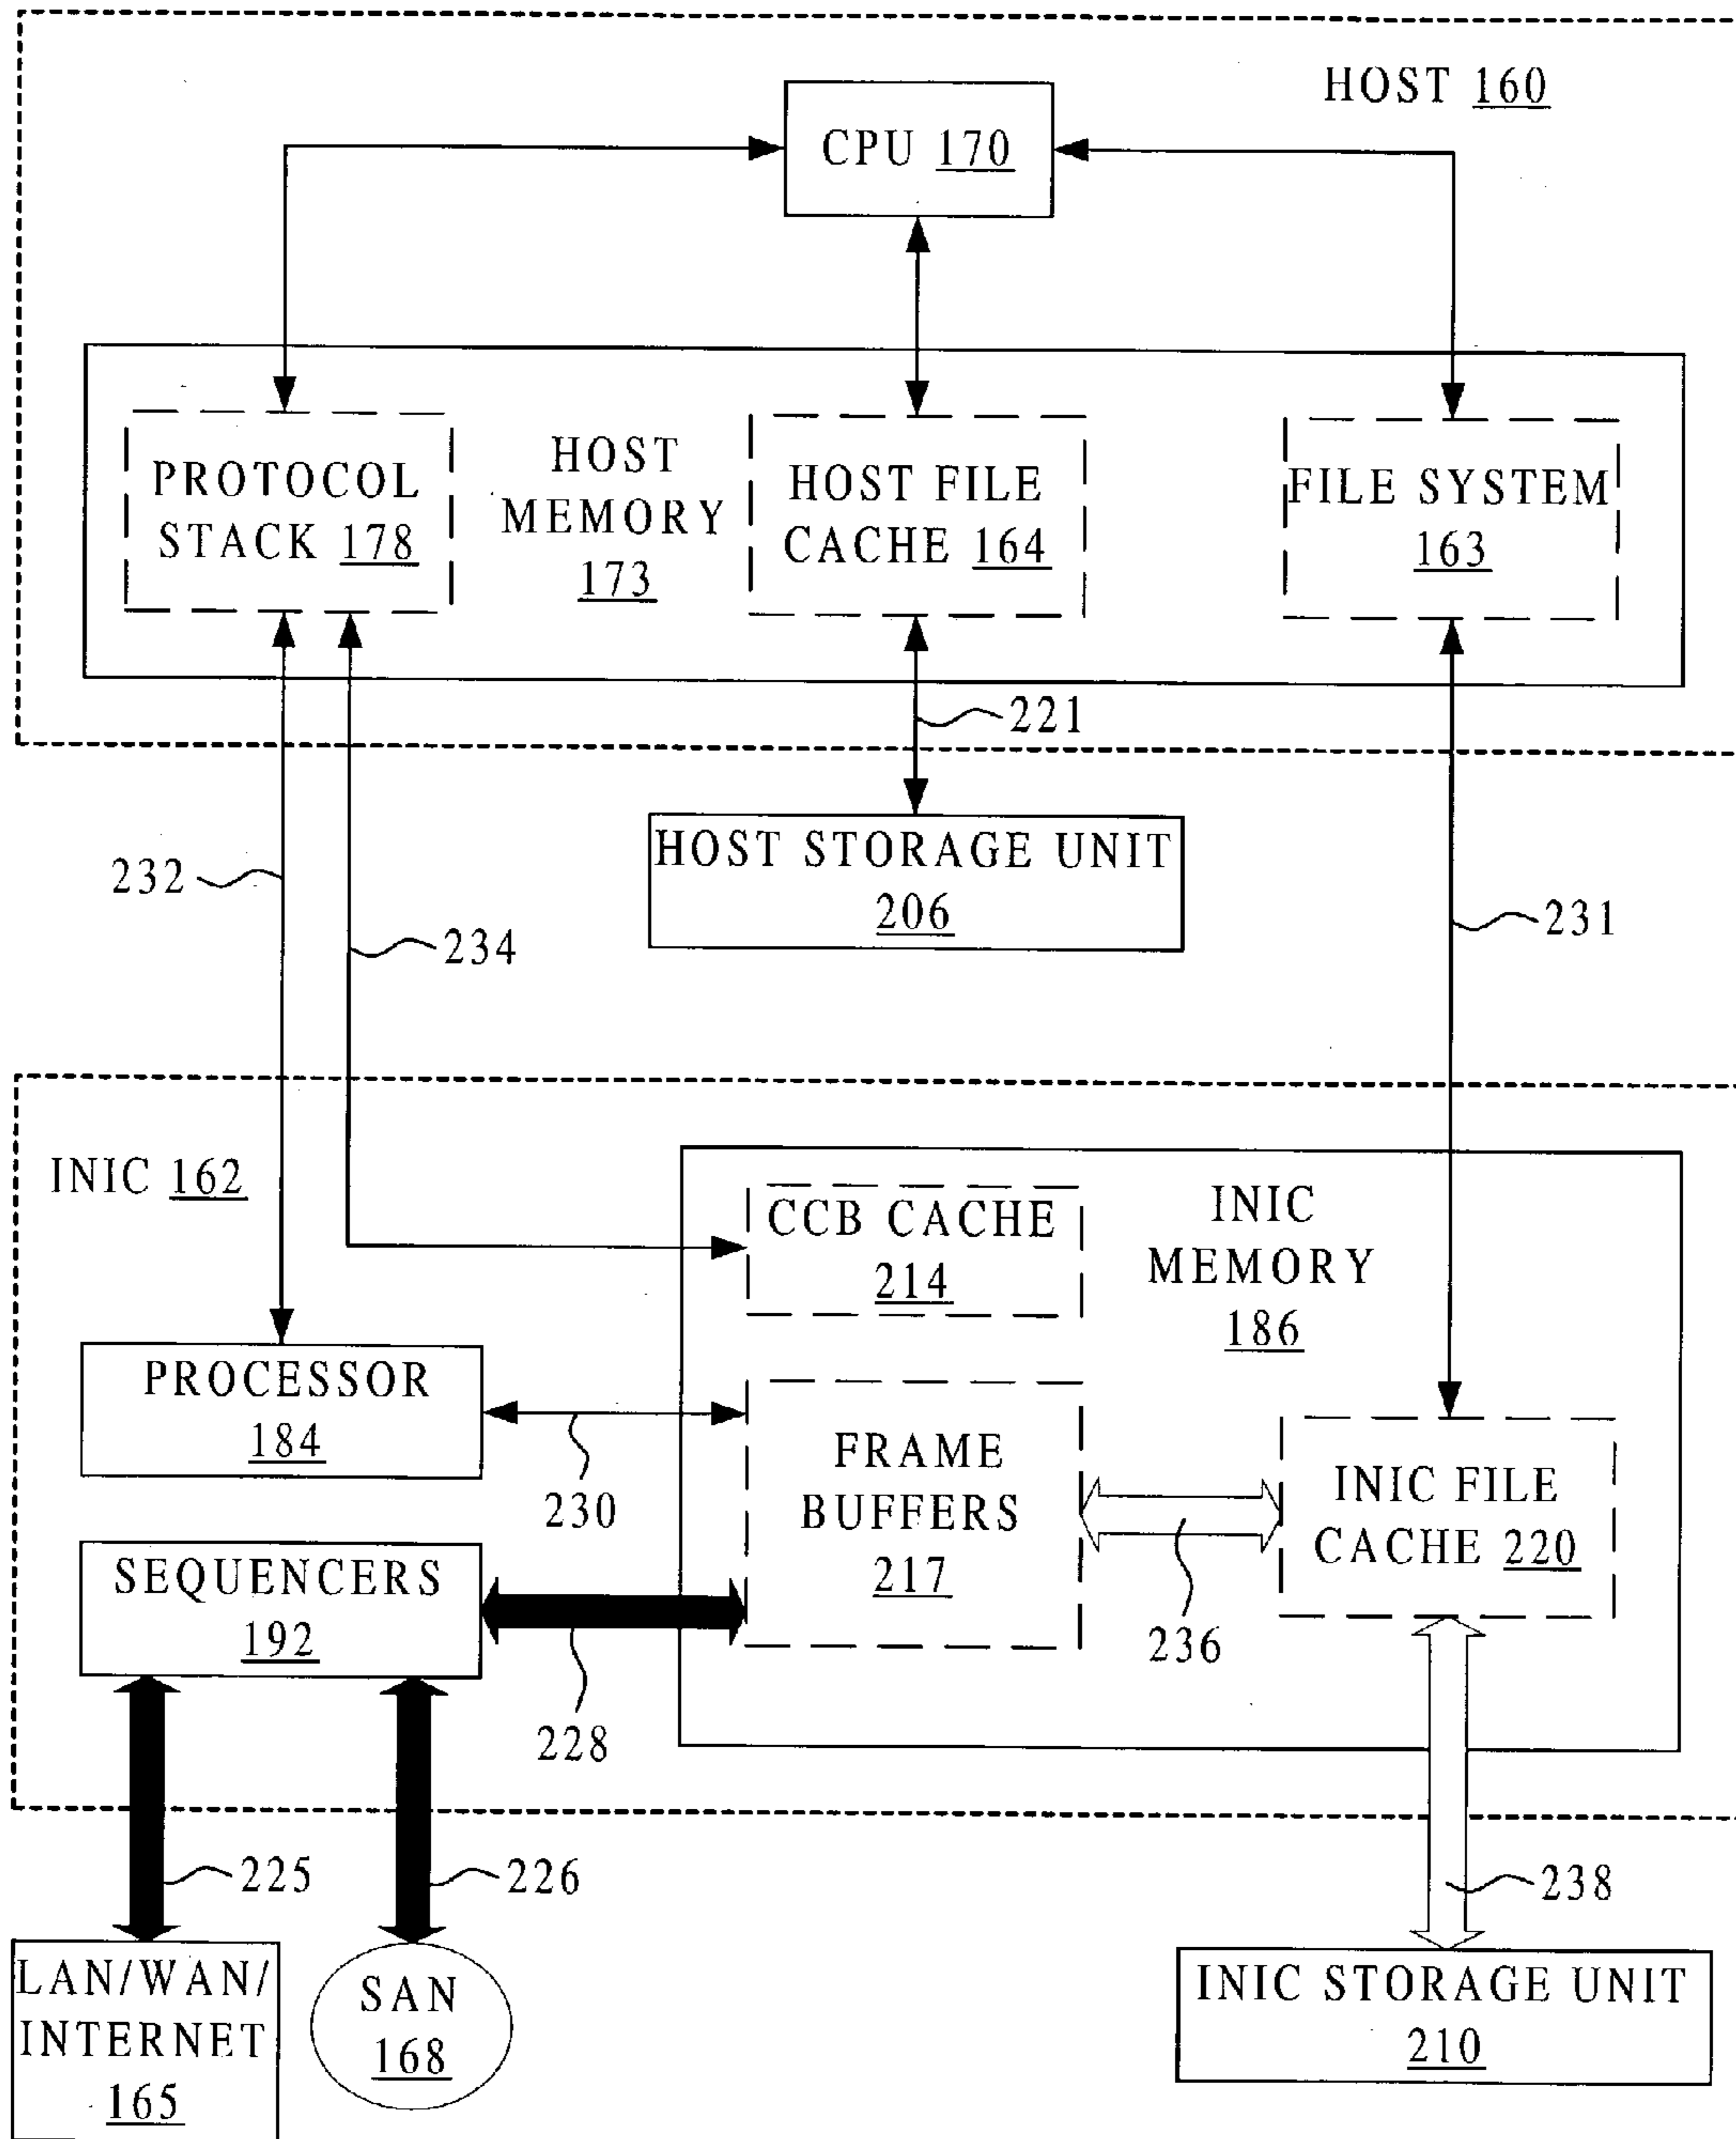 HOST 160
CPU 170
PROTOCOL
STACK 178
HOST
MEMORY
173
HOST FILE
CACHE 164
FILE SYSTEM
163
221
HOST STORAGE UNIT
206
232
234
231
INIC 162
CCB CACHE
214
INIC
MEMORY
186
PROCESSOR
184
230
FRAME
BUFFERS
217
INIC FILE
CACHE 220
236
SEQUENCERS
192
228
225
226
238
LAN/WAN/
INTERNET
165
SAN
168
INIC STORAGE UNIT
210